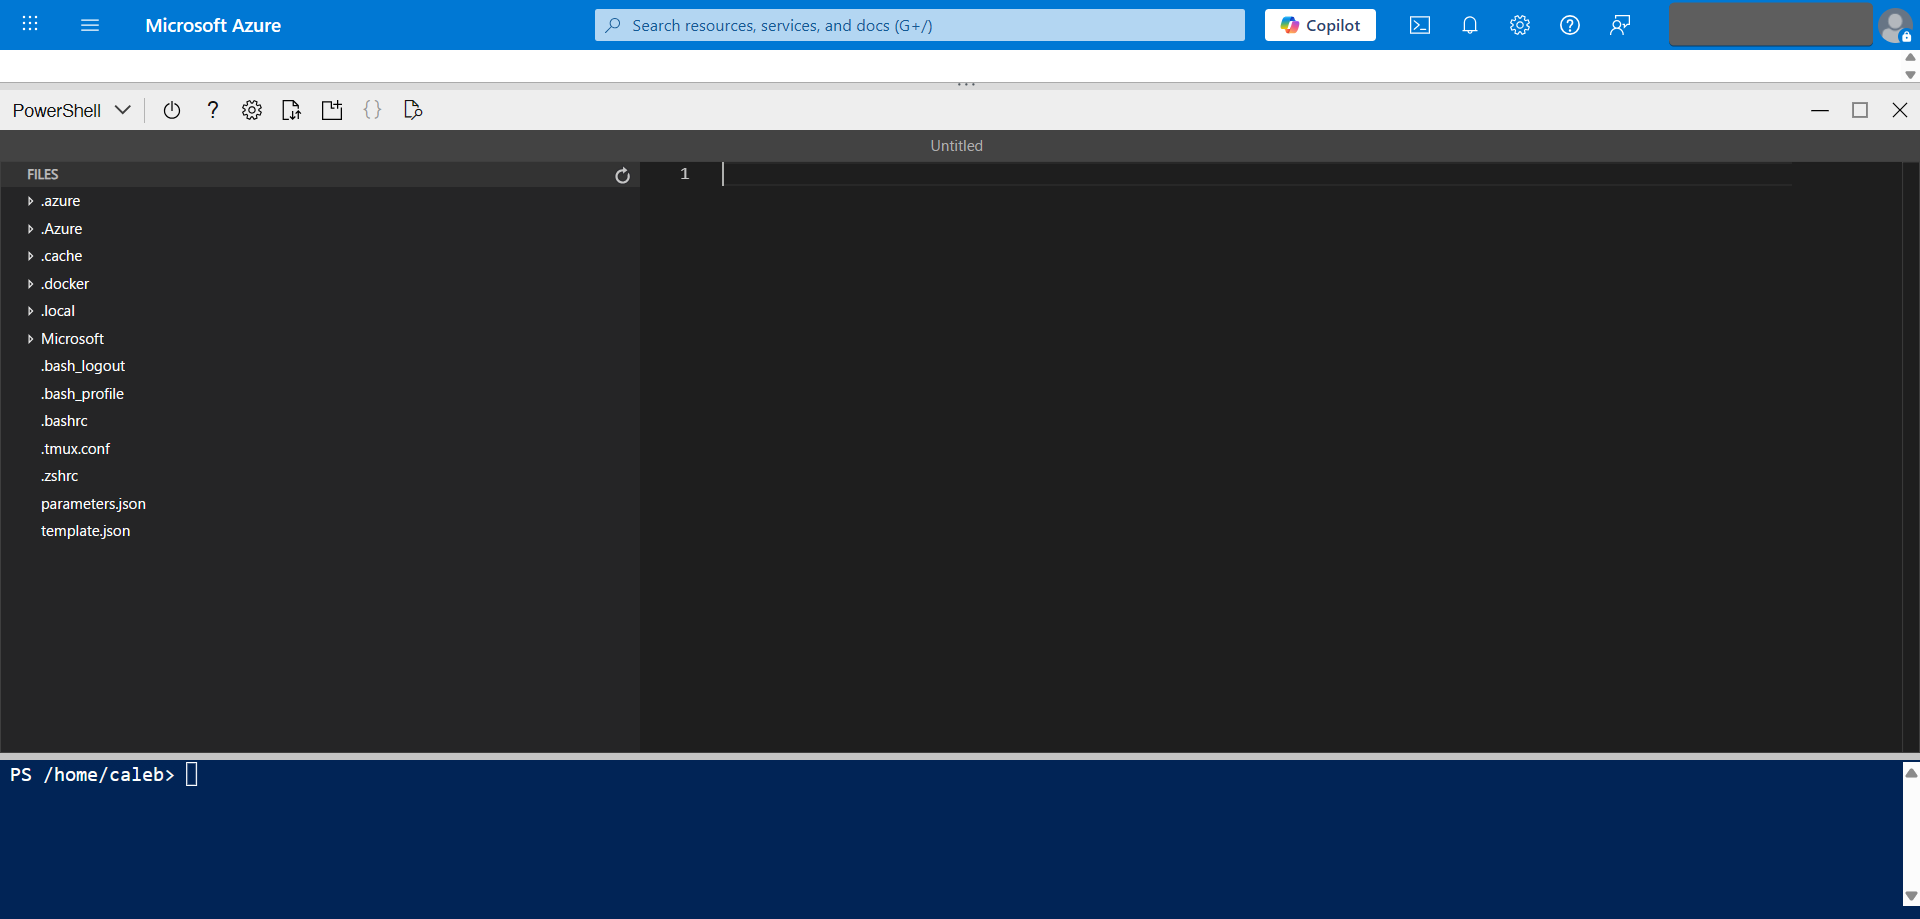 Microsoft Azure
Search resources, services, and docs (G+/)
Copilot
PowerShell
?
{}
Untitled
FILES
1
.azure
.Azure
.cache
.docker
.local
Microsoft
.bash_logout
.bash_profile
.bashrc
.tmux.conf
.zshrc
parameters.json
template.json
PS /home/caleb>